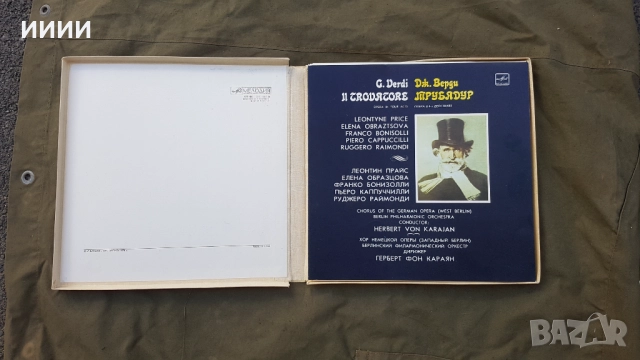 ИИИИ
МЕЛОДИЯ
G. Verdi Дж. Верди
Il TROVATORE ТРУБАДУР
LEONTYNE PRICE
ELENA OBRAZTSOVA
FRANCO BONISOLLI
PIERO CAPPUCCILLI
RUGGERO RAIMONDI
ЛЕОНТИН ПРАЙС
ЕЛЕНА ОБРАЗЦОВА
ФРАНКО БОНИЗОЛЛИ
ПЬЕРО КАППУЧЧИЛЛИ
РУДЖЕРО РАЙМОНДИ
CHORUS OF THE GERMAN OPERA (WEST BERLIN)
BERLIN PHILHARMONIC ORCHESTRA
CONDUCTOR:
HERBERT VON KARAJAN
ХОР НЕМЕЦКОЙ ОПЕРЫ (ЗАПАДНЫЙ БЕРЛИН)
БЕРЛИНСКИЙ ФИЛАРМОНИЧЕСКИЙ ОРКЕСТР
ДИРИЖЕР
ГЕРБЕРТ ФОН КАРАЯН
BAZAR